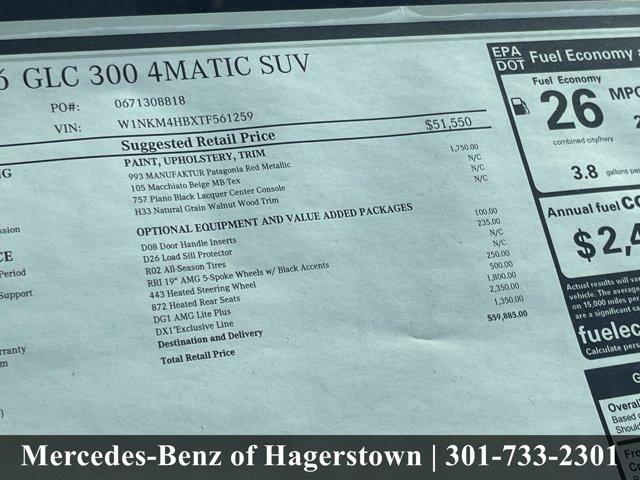 6 GLC 300 4MATIC SUV
PO#: 0671308818
VIN: W1NKM4HBXTF561259
Suggested Retail Price $51,550
PAINT, UPHOLSTERY, TRIM
993 MANUFAKTUR Patagonia Red Metallic 1,750.00
105 Macchiato Beige MB-Tex N/C
757 Piano Black Lacquer Center Console N/C
H33 Natural Grain Walnut Wood Trim N/C
OPTIONAL EQUIPMENT AND VALUE ADDED PACKAGES
D08 Door Handle Inserts 100.00
D26 Load Sill Protector 235.00
R02 All-Season Tires N/C
RRI 19" AMG 5-Spoke Wheels w/ Black Accents N/C
443 Heated Steering Wheel 250.00
872 Heated Rear Seats 500.00
DG1 AMG Lite Plus 1,800.00
DX1 Exclusive Line 2,350.00
Destination and Delivery 1,350.00
Total Retail Price $59,885.00
NG
ssion
CE
Period
Support
rranty
m
)
EPA
DOT Fuel Economy a
Fuel Economy
26 MPG
combined city/hwy
3.8 gallons per
Annual fuel CO
$2,4
Actual results will var
vehicle. The average
on 15,000 miles per
are a significant ca
fueleco
Calculate pers
G
Overall
Based
Should
Fro
Mercedes-Benz of Hagerstown | 301-733-2301